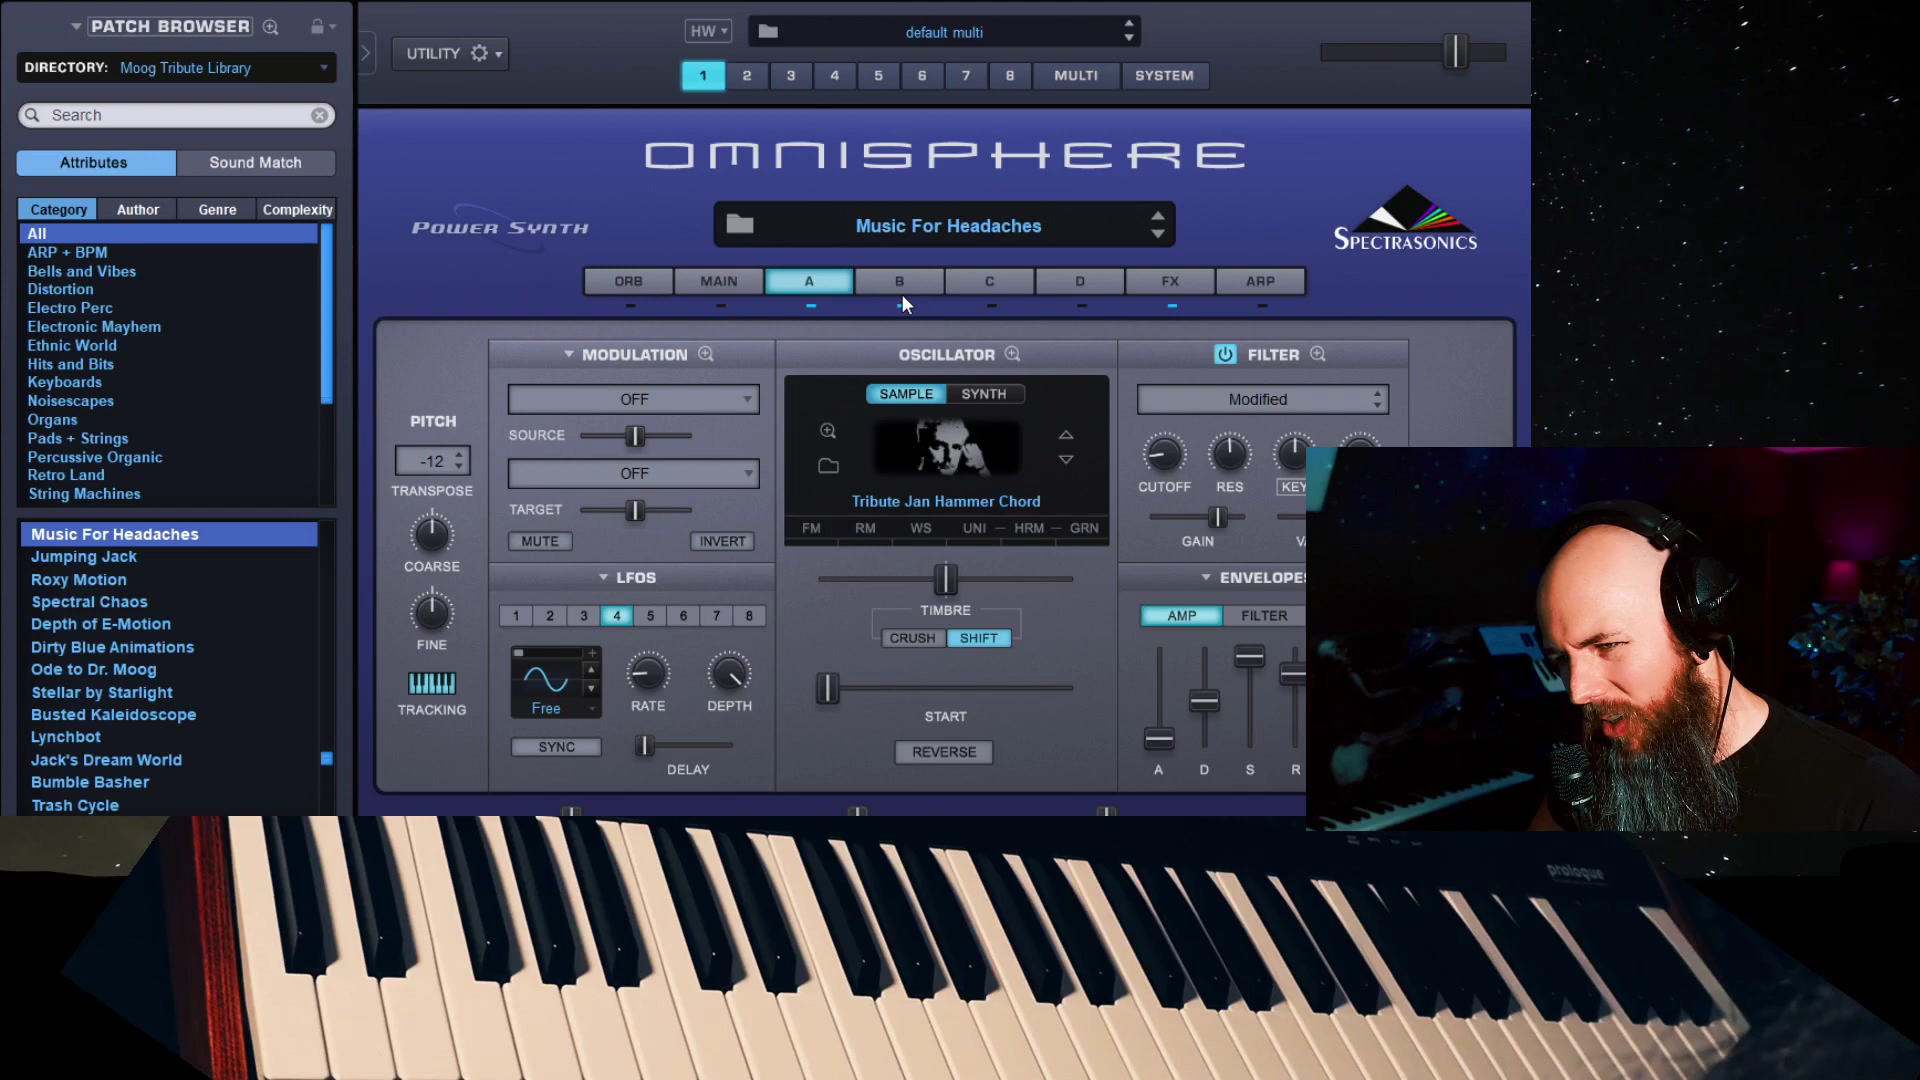 PATCH BROWSER
DIRECTORY: Moog Tribute Library
Search
Attributes Sound Match
Category Author Genre Complexity
All
ARP + BPM
Bells and Vibes
Distortion
Electro Perc
Electronic Mayhem
Ethnic World
Hits and Bits
Keyboards
Noisescapes
Organs
Pads + Strings
Percussive Organic
Retro Land
String Machines
Music For Headaches
Jumping Jack
Roxy Motion
Spectral Chaos
Depth of E-Motion
Dirty Blue Animations
Ode to Dr. Moog
Stellar by Starlight
Busted Kaleidoscope
Lynchbot
Jack's Dream World
Bumble Basher
Trash Cycle
UTILITY
HW
default multi
1 2 3 4 5 6 7 8 MULTI SYSTEM
OMNISPHERE
POWER SYNTH
Music For Headaches
SPECTRASONICS
ORB MAIN A B C D FX ARP
PITCH
-12
TRANSPOSE
COARSE
FINE
TRACKING
MODULATION
OFF
SOURCE
OFF
TARGET
MUTE INVERT
LFOS
1 2 3 4 5 6 7 8
Free
RATE DEPTH
SYNC
DELAY
OSCILLATOR
SAMPLE SYNTH
Tribute Jan Hammer Chord
FM RM WS UNI HRM GRN
TIMBRE
CRUSH SHIFT
START
REVERSE
FILTER
Modified
CUTOFF RES KEY
GAIN
ENVELOPES
AMP FILTER
A D S R
prologue